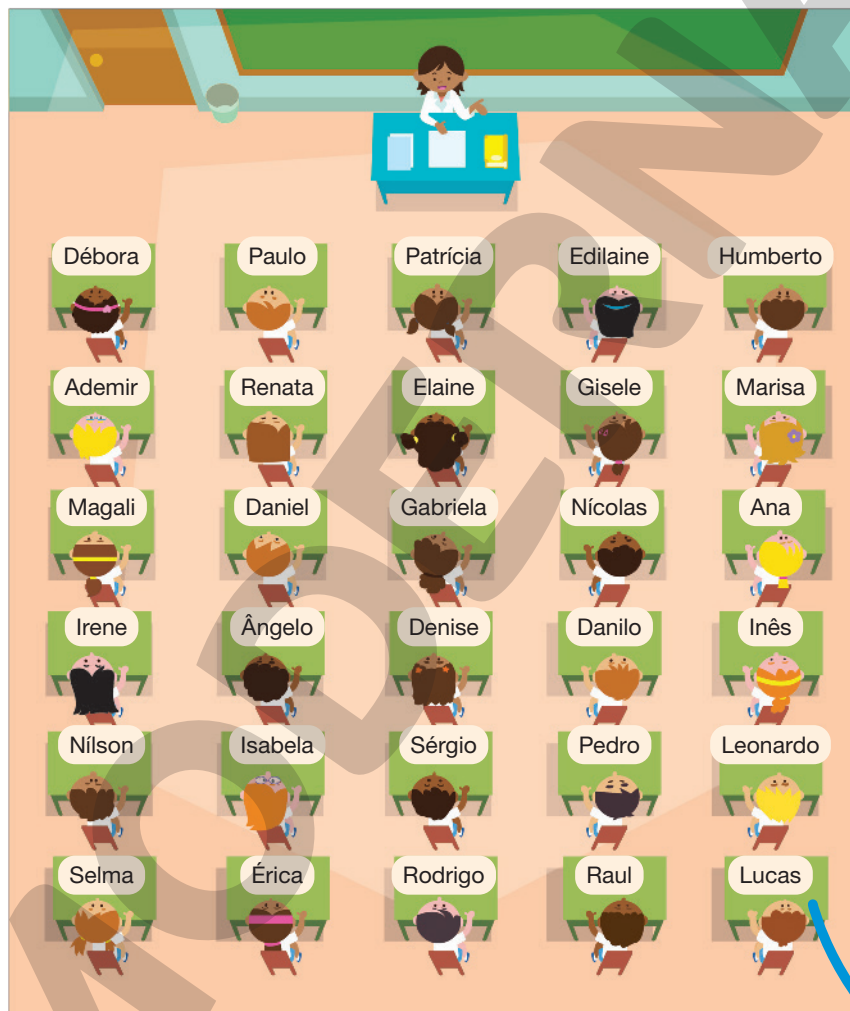 Débora Paulo Patrícia Edilaine Humberto
Ademir Renata Elaine Gisele Marisa
Magali Daniel Gabriela Nícolas Ana
Irene Ângelo Denise Danilo Inês
Nílson Isabela Sérgio Pedro Leonardo
Selma Érica Rodrigo Raul Lucas
MODERNA